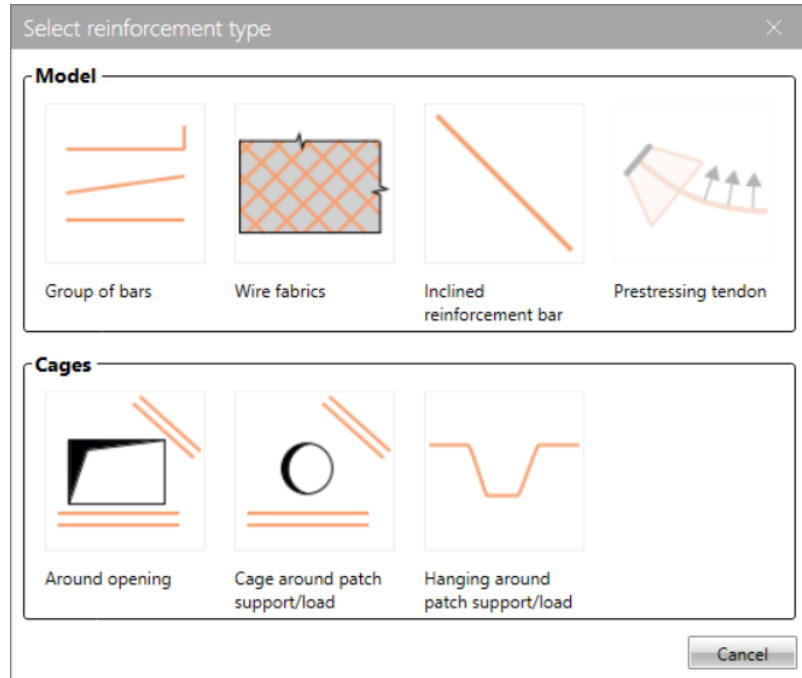 Select reinforcement type
Model
Group of bars
Wire fabrics
Inclined
reinforcement bar
Prestressing tendon
Cages
Around opening
Cage around patch
support/load
Hanging around
patch support/load
Cancel